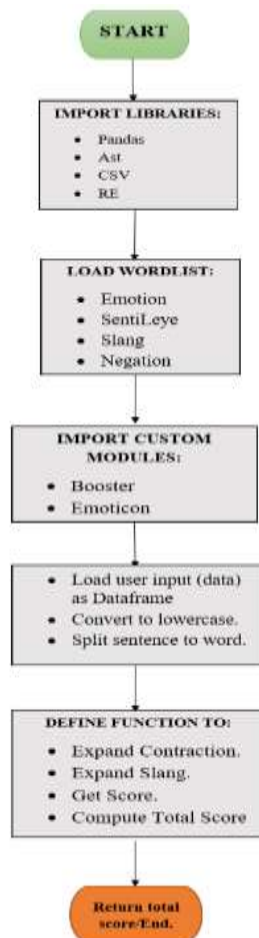 START
IMPORT LIBRARIES:
• Pandas
• Ast
• CSV
• RE
LOAD WORDLIST:
• Emotion
• SentiLeye
• Slang
• Negation
IMPORT CUSTOM
MODULES:
• Booster
• Emoticon
• Load user input (data)
as Dataframe
• Convert to lowercase.
• Split sentence to word.
DEFINE FUNCTION TO:
• Expand Contraction.
• Expand Slang.
• Get Score.
• Compute Total Score
Return total
score/End.